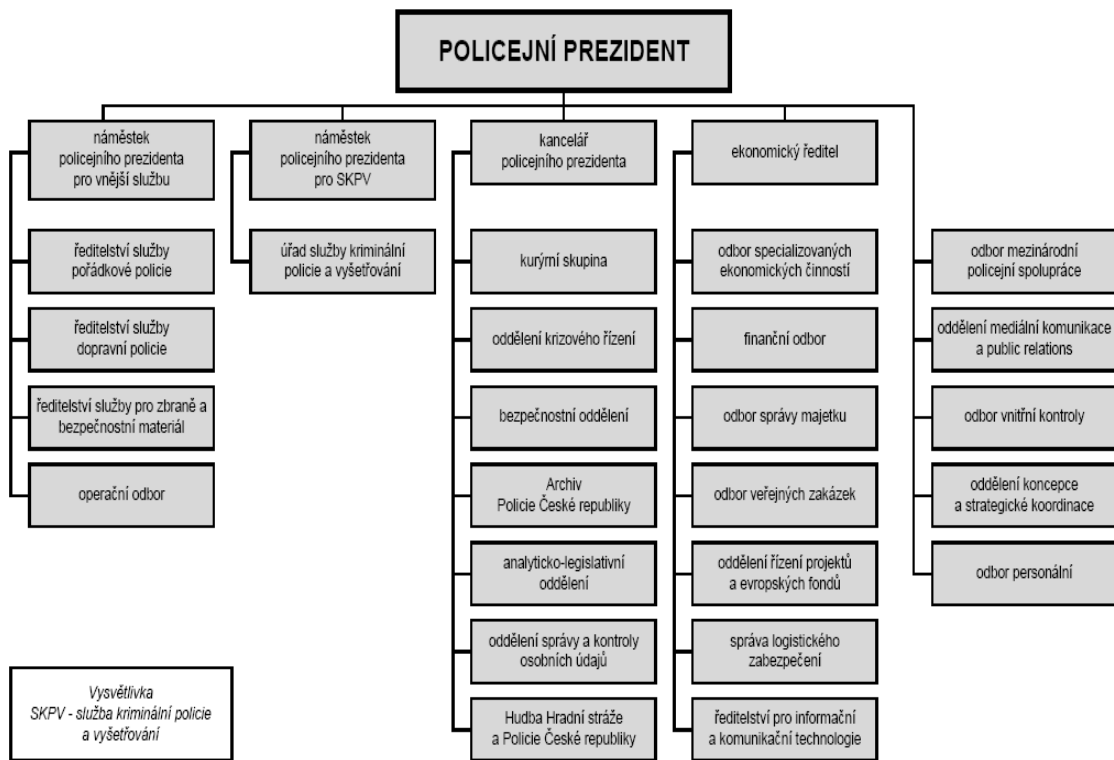 POLICEJNÍ PREZIDENT
náměstek
policejního prezidenta
pro vnější službu
ředitelství služby
pořádkové policie
ředitelství služby
dopravní policie
ředitelství služby pro zbraně a
bezpečnostní materiál
operační odbor
náměstek
policejního prezidenta
pro SKPV
úřad služby kriminální
policie a vyšetřování
kancelář
policejního prezidenta
kurýrní skupina
oddělení krizového řízení
bezpečnostní oddělení
Archiv
Policie České republiky
analyticko-legislativní
oddělení
oddělení správy a kontroly
osobních údajů
Hudba Hradní stráže
a Policie České republiky
ekonomický ředitel
odbor specializovaných
ekonomických činností
finanční odbor
odbor správy majetku
odbor veřejných zakázek
oddělení řízení projektů
a evropských fondů
správa logistického
zabezpečení
ředitelství pro informační
a komunikační technologie
odbor mezinárodní
policejní spolupráce
oddělení mediální komunikace
a public relations
odbor vnitřní kontroly
oddělení koncepce
a strategické koordinace
odbor personální
Vysvětlivka
SKPV - služba kriminální policie
a vyšetřování